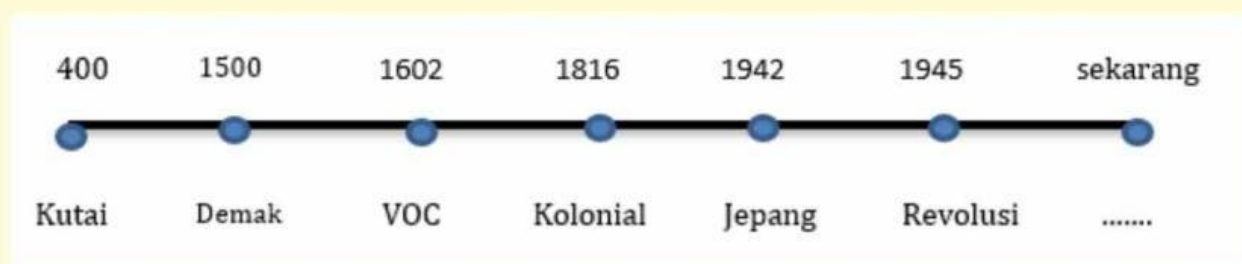 400 1500 1602 1816 1942 1945 sekarang
Kutai Demak VOC Kolonial Jepang Revolusi .......